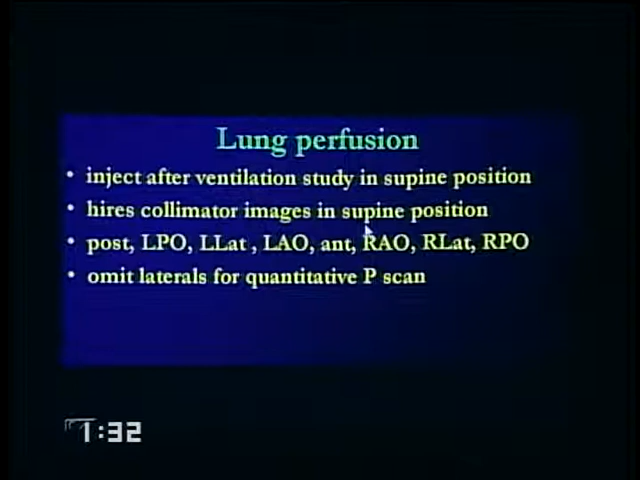 Lung perfusion
• inject after ventilation study in supine position
• hires collimator images in supine position
• post, LPO, LLat , LAO, ant, RAO, RLat, RPO
• omit laterals for quantitative P scan
1:32